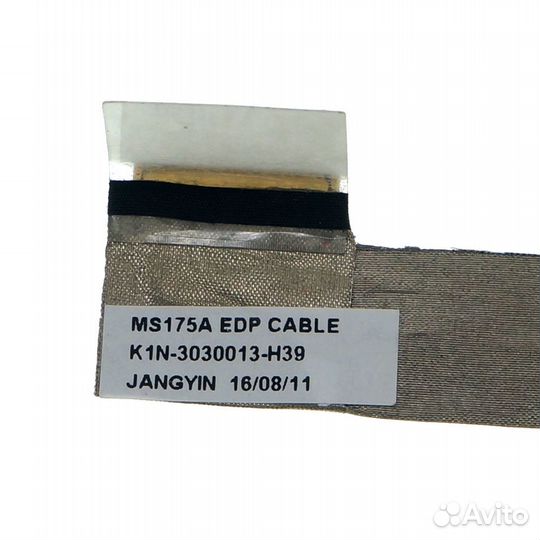 MS175A EDP CABLE
K1N-3030013-H39
JANGYIN 16/08/11
Avito